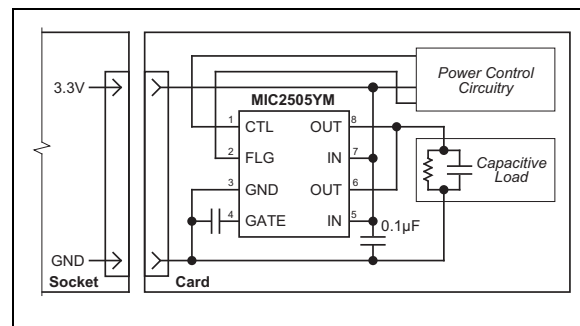 Power Control
Circuitry
3.3V
MIC2505YM
1 CTL OUT 8
2 FLG IN 7
3 GND OUT 6
4 GATE IN 5
Capacitive
Load
0.1µF
GND
Socket Card